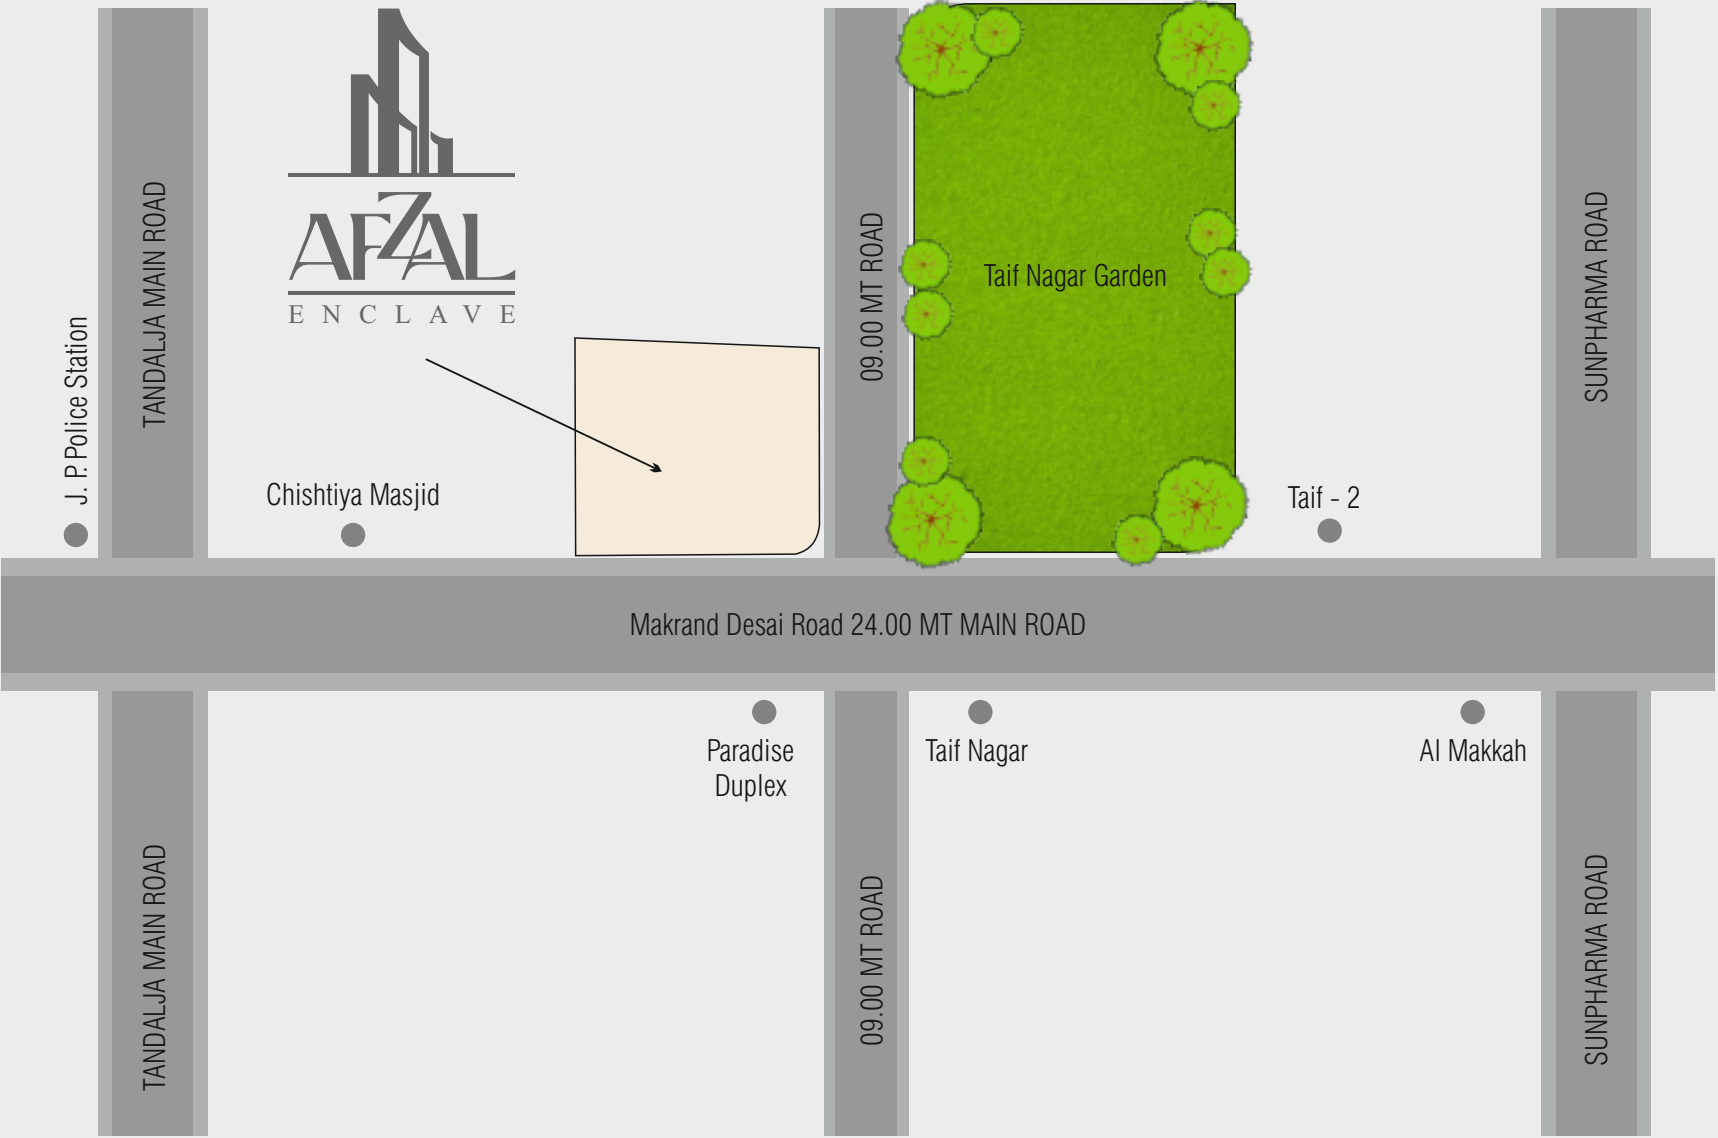 AFZAL
ENCLAVE
TANDALJA MAIN ROAD
J. P. Police Station
Chishtiya Masjid
09.00 MT ROAD
Taif Nagar Garden
SUNPHARMA ROAD
Taif - 2
Makrand Desai Road 24.00 MT MAIN ROAD
Paradise
Duplex
Taif Nagar
Al Makkah
TANDALJA MAIN ROAD
09.00 MT ROAD
SUNPHARMA ROAD